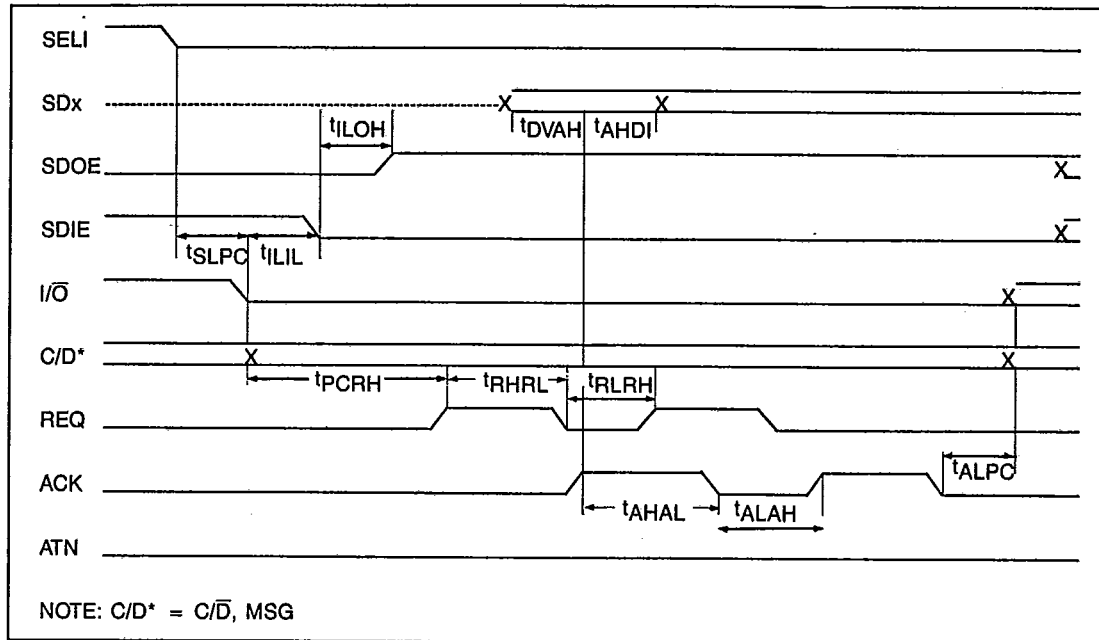 SELI
X
X
SDx
tDVAH
tAHDI
tILOH
SDOE
X
SDIE
X
tSLPC
tILIL
I/O̅
X
C/D*
X
X
tPCRH
tRHRL
tRLRH
REQ
tALPC
ACK
tAHAL
tALAH
ATN
NOTE: C/D* = C/D̅, MSG